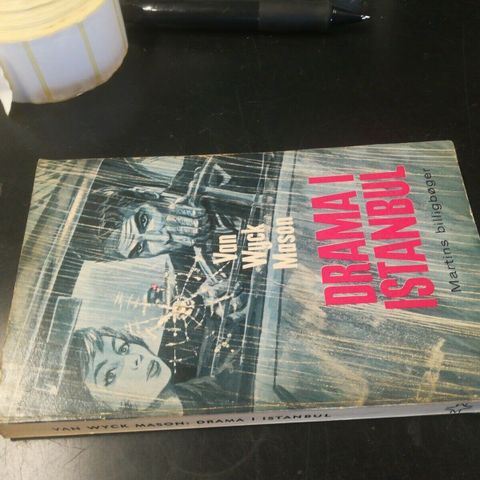 Van
Wyck
Mason
DRAMA I
ISTANBUL
Martins billigbøger
VAN WYCK MASON: DRAMA I ISTANBUL